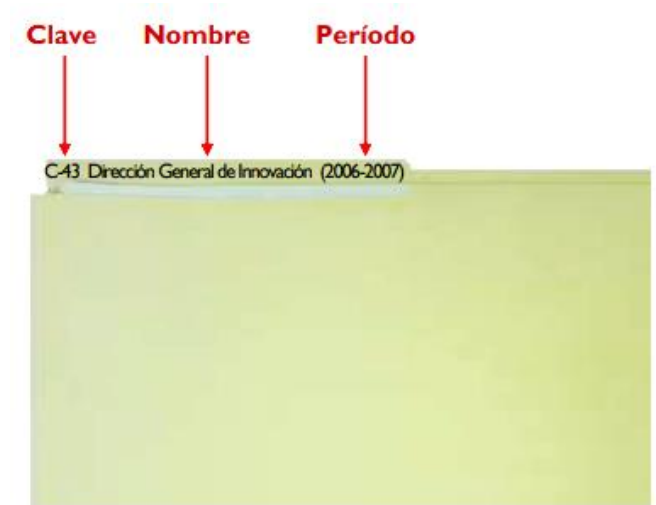 Clave Nombre Período
C-43 Dirección General de Innovación (2006-2007)